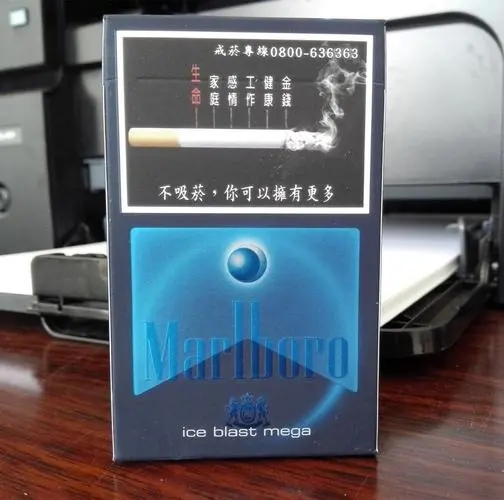 戒菸專線0800-636363
生命
家庭
感情
工作
健康
金錢
不吸菸，你可以擁有更多
Marlboro
ice blast mega